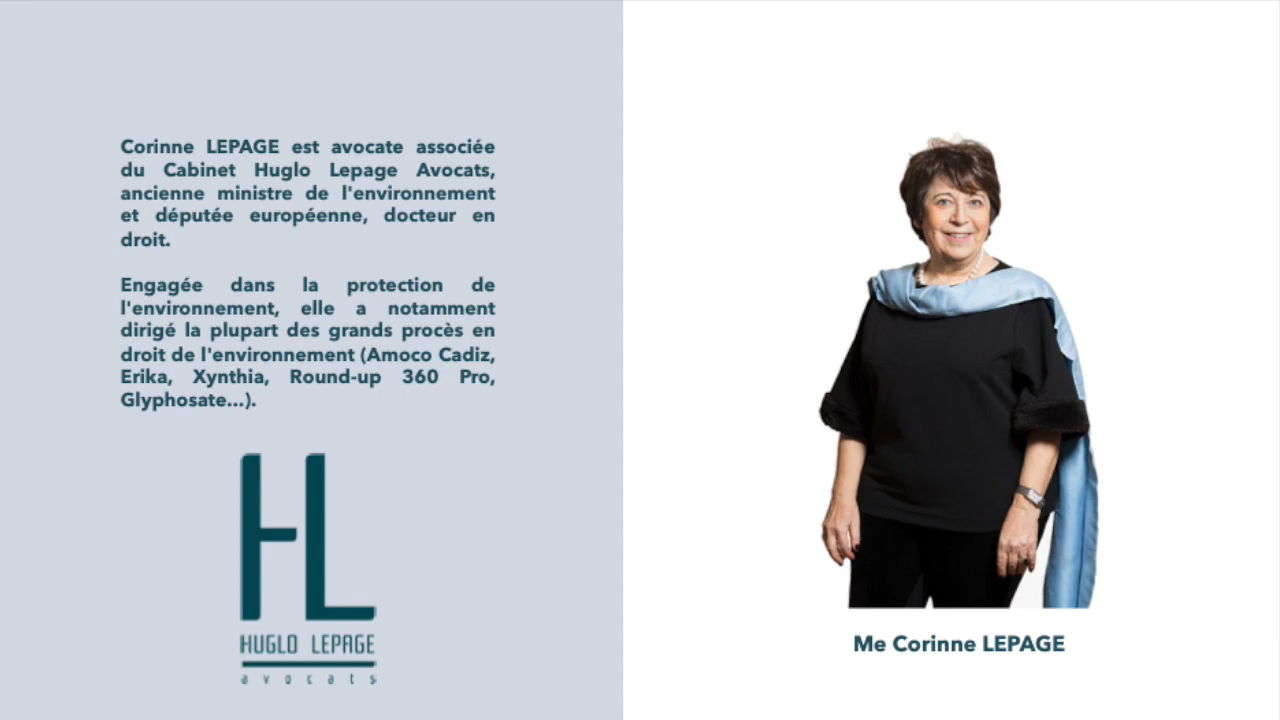 Corinne LEPAGE est avocate associée
du Cabinet Huglo Lepage Avocats,
ancienne ministre de l'environnement
et députée européenne, docteur en
droit.
Engagée dans la protection de
l'environnement, elle a notamment
dirigé la plupart des grands procès en
droit de l'environnement (Amoco Cadiz,
Erika, Xynthia, Round-up 360 Pro,
Glyphosate...).
HL
HUGLO LEPAGE
avocats
Me Corinne LEPAGE